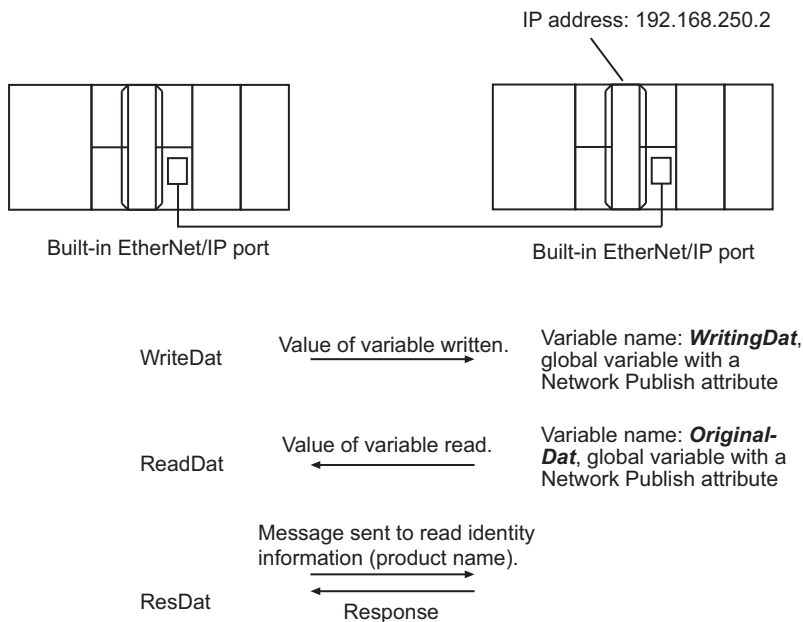 IP address: 192.168.250.2
Built-in EtherNet/IP port
Built-in EtherNet/IP port
WriteDat
Value of variable written.
Variable name: WritingDat,
global variable with a
Network Publish attribute
ReadDat
Value of variable read.
Variable name: Original-
Dat, global variable with a
Network Publish attribute
Message sent to read identity
information (product name).
ResDat
Response